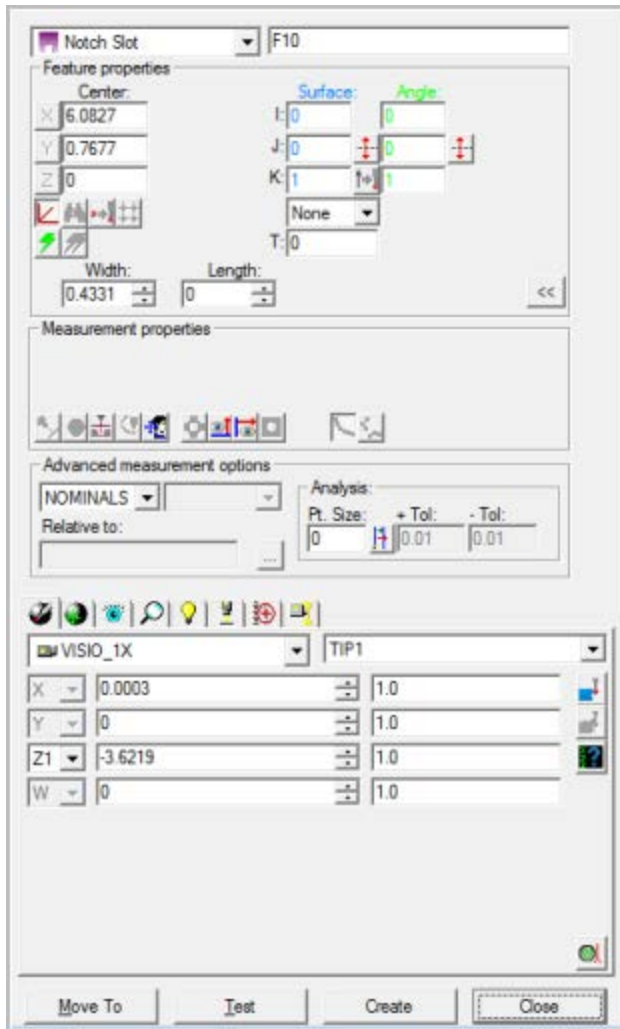 Notch Slot F10
Feature properties
Center: Surface: Angle:
X 6.0827 I: 0 0
Y 0.7677 J: 0 0
Z 0 K: 1 1
None
T: 0
Width: Length:
0.4331 0 <<
Measurement properties
Advanced measurement options
NOMINALS
Analysis:
Pt. Size: + Tol: - Tol:
0 0.01 0.01
Relative to:
...
VISIO_1X TIP1
X 0.0003 1.0
Y 0 1.0
Z1 -3.6219 1.0
W 0 1.0
Move To Test Create Close